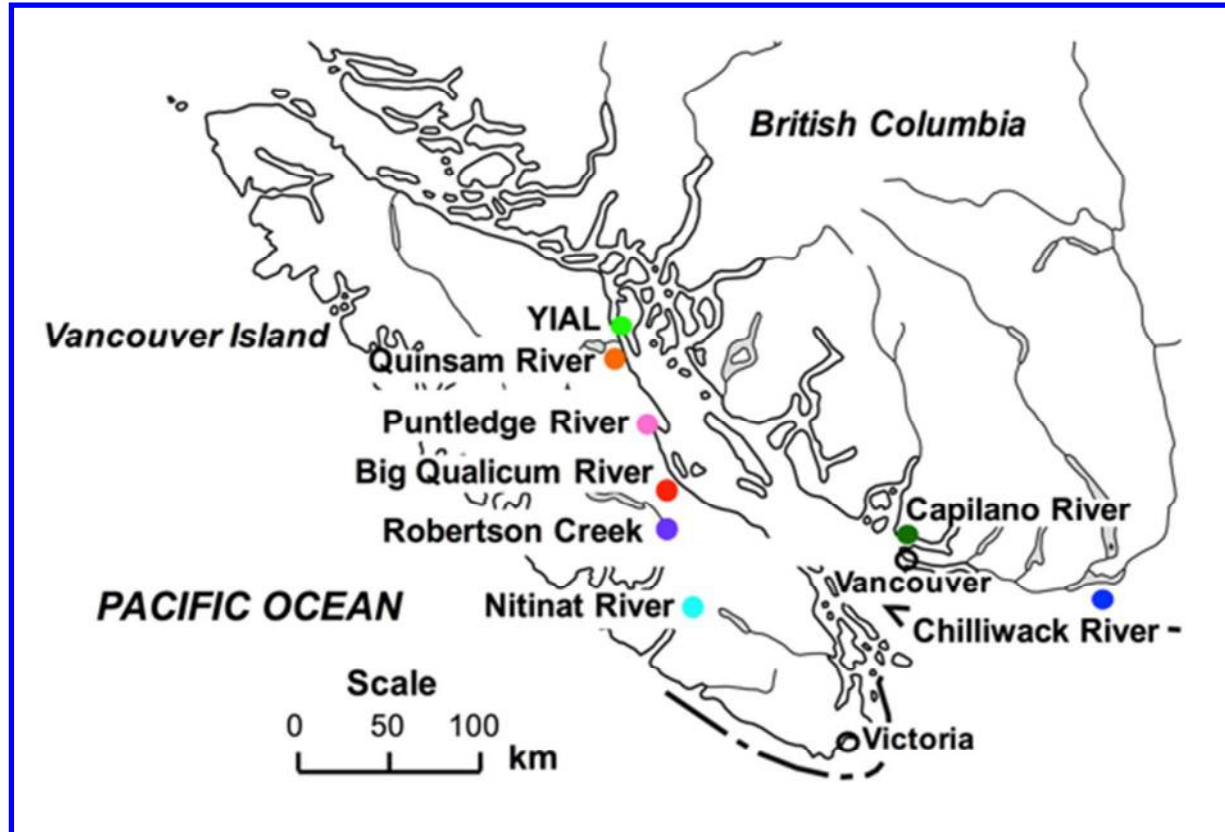 British Columbia
YIAL
Vancouver Island
Quinsam River
Puntledge River
Big Qualicum River
Robertson Creek
Capilano River
Vancouver
PACIFIC OCEAN
Nitinat River
Chilliwack River
Scale
0 50 100
km
Victoria